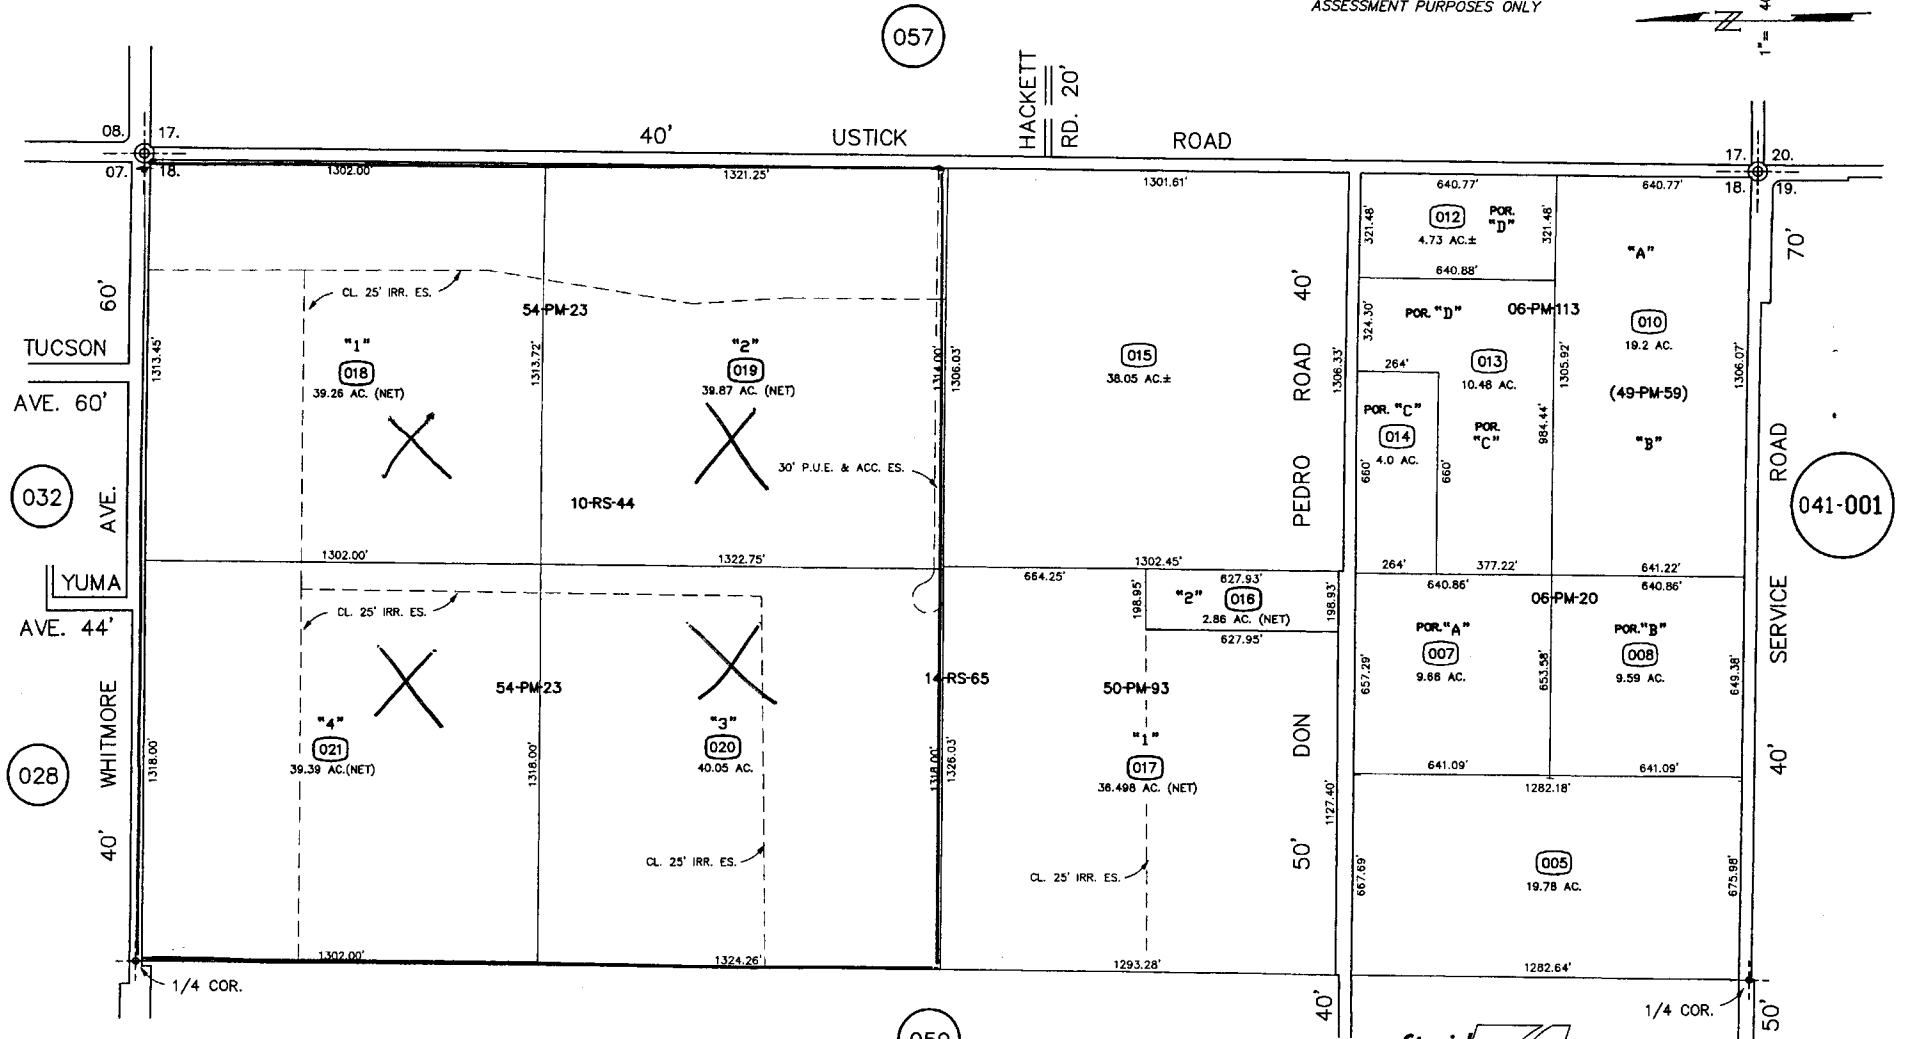 ASSESSMENT PURPOSES ONLY
N
1"=
057
HACKETT
RD. 20'
08. 17.
07. 18.
40' USTICK ROAD
17. 20.
18. 19.
1302.00'
1321.25'
1301.61'
640.77'
640.77'
321.48'
012
POR. "D"
4.73 AC.±
321.48'
640.88'
"A"
70'
60'
CL. 25' IRR. ES.
54-PM-23
40'
324.30'
POR. "D"
06-PM-113
010
19.2 AC.
TUCSON
AVE. 60'
1313.45'
"1"
018
39.26 AC. (NET)
1313.72'
"2"
019
39.87 AC. (NET)
1314.00'
1306.03'
015
38.05 AC.±
ROAD
1306.33'
264'
013
10.48 AC.
1305.92'
1306.07'
(49-PM-59)
POR. "C"
014
4.0 AC.
POR. "C"
984.44'
"B"
660'
660'
30' P.U.E. & ACC. ES.
PEDRO
ROAD
032
AVE.
10-RS-44
041-001
1302.00'
1322.75'
1302.45'
664.25'
627.93'
264'
377.22'
641.22'
640.86'
640.86'
YUMA
AVE. 44'
CL. 25' IRR. ES.
198.95'
"2"
016
2.86 AC. (NET)
198.93'
627.95'
06-PM-20
SERVICE
POR."A"
007
9.66 AC.
POR."B"
008
9.59 AC.
657.29'
653.58'
649.38'
WHITMORE
54-PM-23
14-RS-65
50-PM-93
"4"
021
39.39 AC.(NET)
"3"
020
40.05 AC.
"1"
017
36.498 AC. (NET)
DON
028
1318.00'
1318.00'
1318.00'
1326.03'
1127.40'
641.09'
641.09'
1282.18'
40'
40'
CL. 25' IRR. ES.
CL. 25' IRR. ES.
50'
667.69'
005
19.78 AC.
675.98'
1302.00'
1324.26'
1293.28'
1282.64'
1/4 COR.
40'
1/4 COR.
50'
059